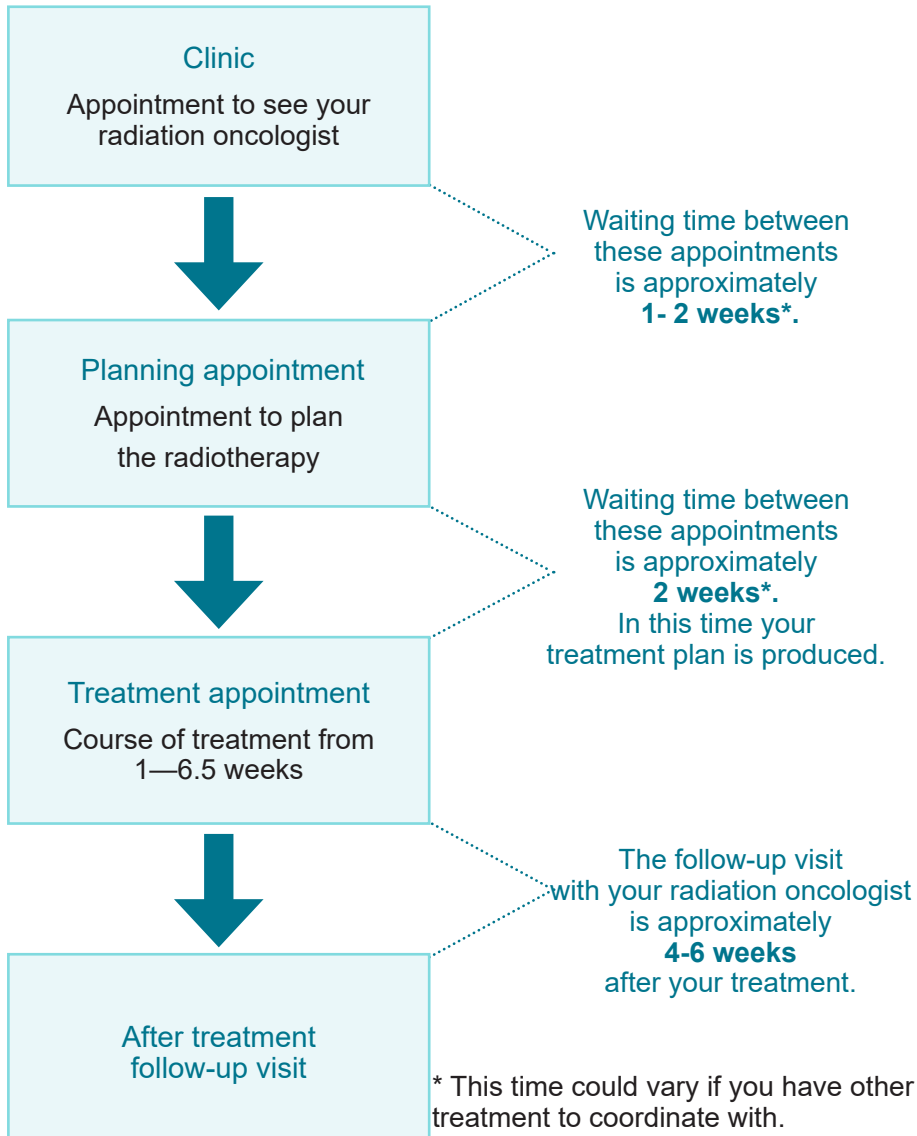 Clinic
Appointment to see your
radiation oncologist
Waiting time between
these appointments
is approximately
1- 2 weeks*.
Planning appointment
Appointment to plan
the radiotherapy
Waiting time between
these appointments
is approximately
2 weeks*.
In this time your
treatment plan is produced.
Treatment appointment
Course of treatment from
1—6.5 weeks
The follow-up visit
with your radiation oncologist
is approximately
4-6 weeks
after your treatment.
After treatment
follow-up visit
* This time could vary if you have other
treatment to coordinate with.